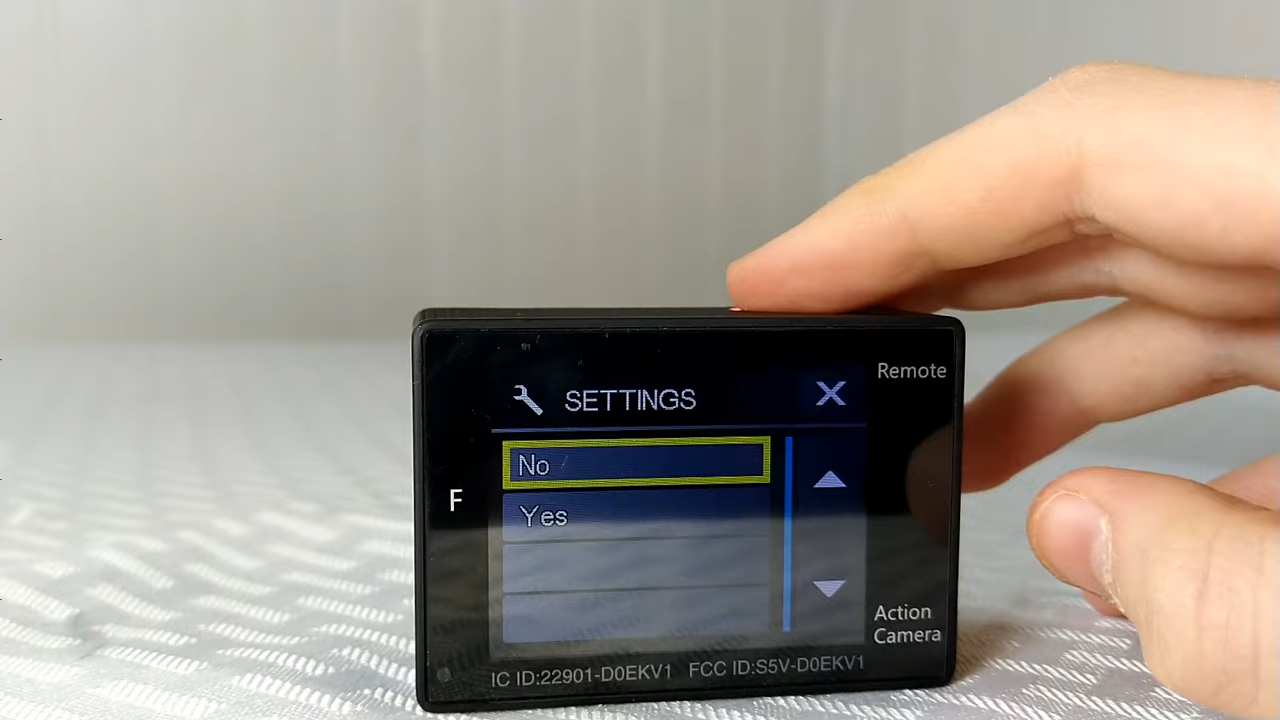 Remote
SETTINGS X
No
F
Yes
Action
Camera
IC ID:22901-D0EKV1 FCC ID:S5V-D0EKV1